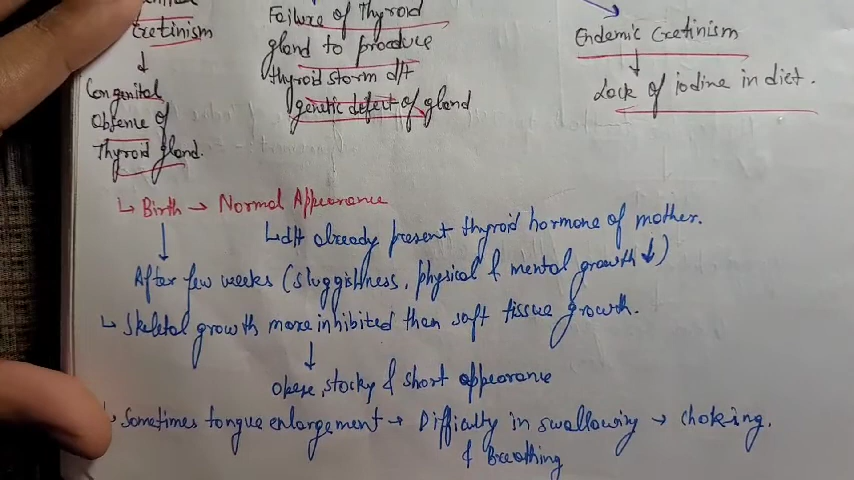 Cretinism
Congenital
Absence of
Thyroid gland.
Failure of Thyroid
gland to produce
thyroid storm d/t
genetic defect of gland
Endemic Cretinism
Lack of iodine in diet.
↳ Birth → Normal Appearance
↳ d/t already present thyroid hormone of mother.
After few weeks (sluggishness, physical & mental growth ↓)
↳ Skeletal growth more inhibited than soft tissue growth.
obese, stocky & short appearance
↳ Sometimes tongue enlargement → Difficulty in swallowing → choking.
& Breathing